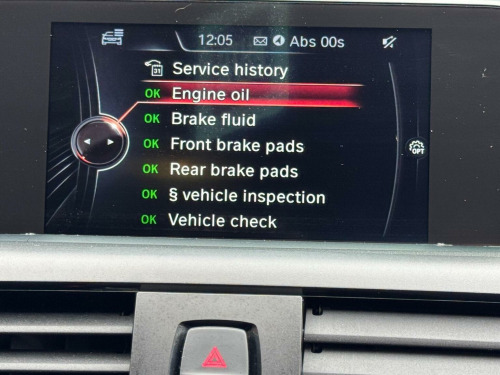 12:05 Abs 00s
31 Service history
OK Engine oil
OK Brake fluid
OK Front brake pads
OPT
OK Rear brake pads
OK § vehicle inspection
OK Vehicle check